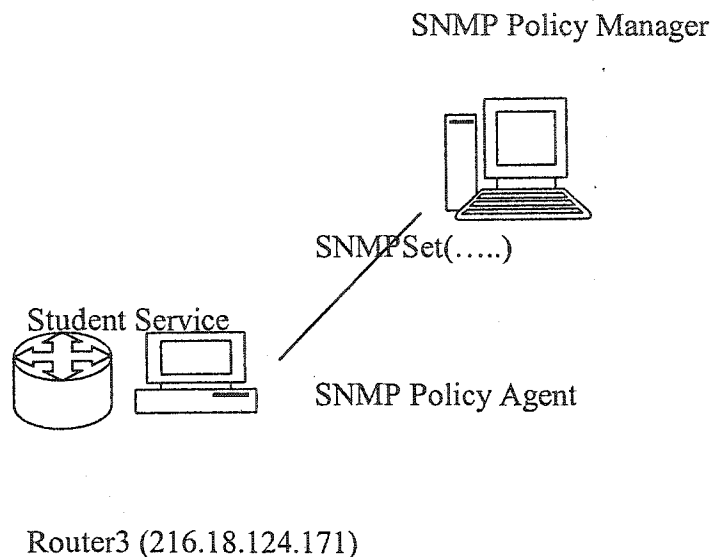 SNMP Policy Manager
SNMPSet(.....)
Student Service
SNMP Policy Agent
Router3 (216.18.124.171)